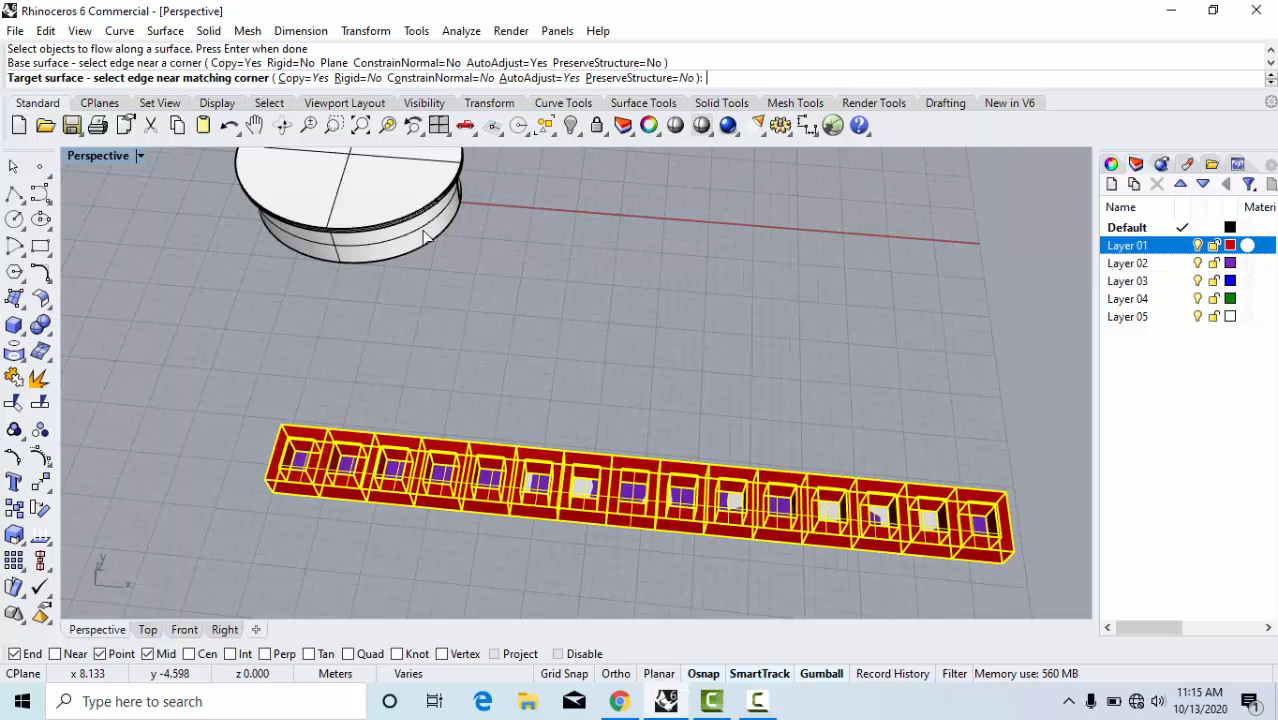 Rhinoceros 6 Commercial - [Perspective]
File Edit View Curve Surface Solid Mesh Dimension Transform Tools Analyze Render Panels Help
Select objects to flow along a surface. Press Enter when done
Base surface - select edge near a corner ( Copy=Yes Rigid=No Plane ConstrainNormal=No AutoAdjust=Yes PreserveStructure=No )
Target surface - select edge near matching corner ( Copy=Yes Rigid=No ConstrainNormal=No AutoAdjust=Yes PreserveStructure=No ):
Standard CPlanes Set View Display Select Viewport Layout Visibility Transform Curve Tools Surface Tools Solid Tools Mesh Tools Render Tools Drafting New in V6
Perspective
Name Materi
Default
Layer 01
Layer 02
Layer 03
Layer 04
Layer 05
y
x
Perspective Top Front Right
End Near Point Mid Cen Int Perp Tan Quad Knot Vertex Project Disable
CPlane x 8.133 y -4.598 z 0.000 Meters Varies Grid Snap Ortho Planar Osnap SmartTrack Gumball Record History Filter Memory use: 560 MB
Type here to search
11:15 AM
10/13/2020
1